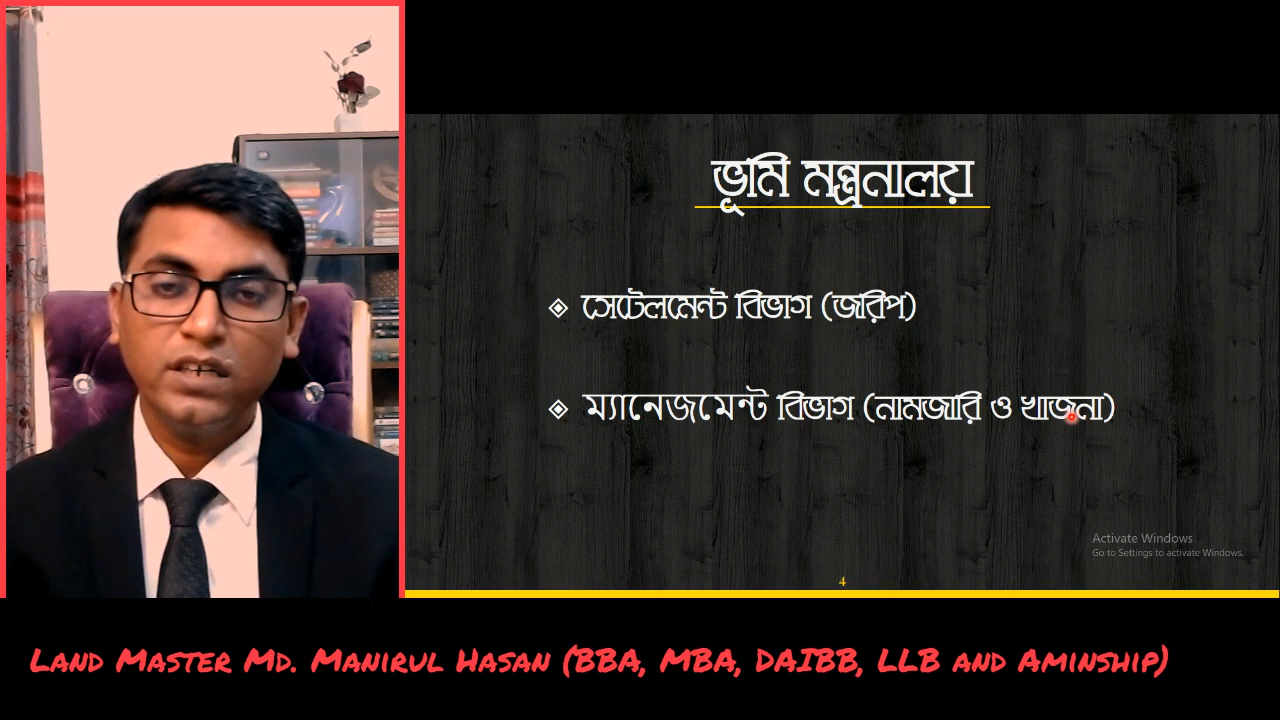 ভূমি মন্ত্রনালয়
সেটেলমেন্ট বিভাগ (জরিপ)
ম্যানেজমেন্ট বিভাগ (নামজারি ও খাজনা)
Activate Windows
Go to Settings to activate Windows.
4
Land Master Md. Manirul Hasan (BBA, MBA, DAIBB, LLB and Aminship)